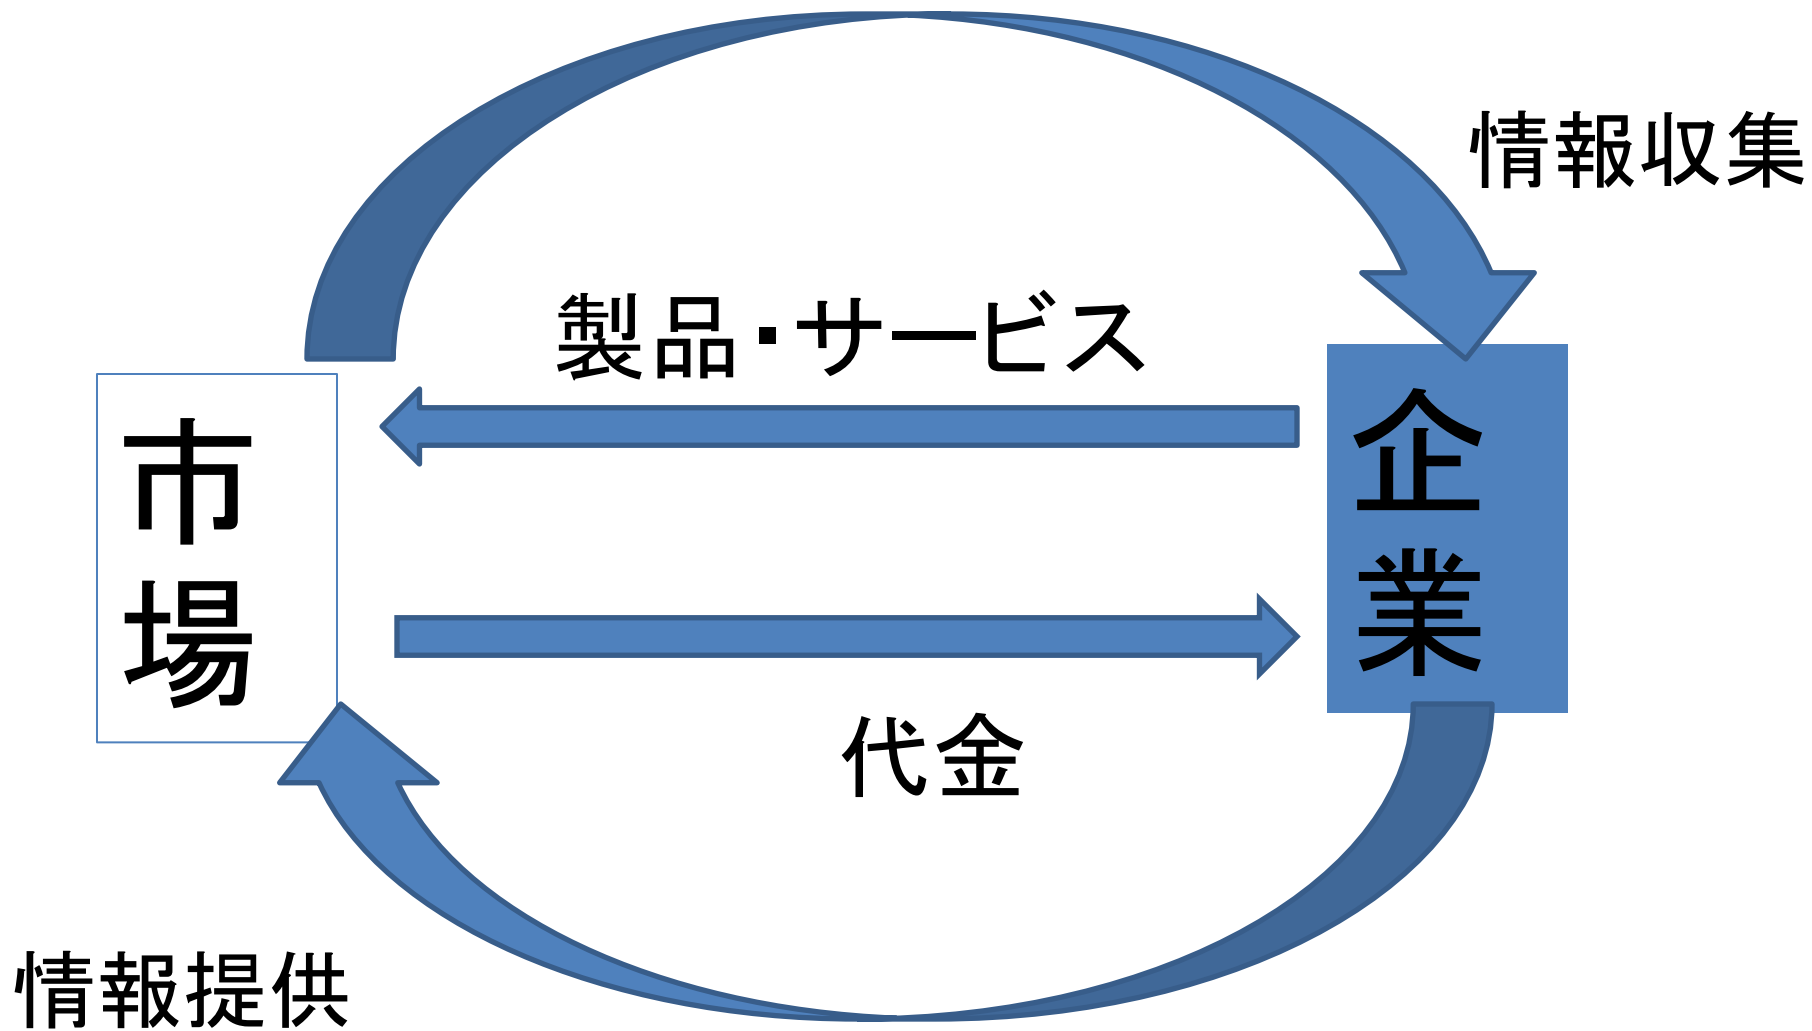 情報収集
製品・サービス
市場
企業
代金
情報提供